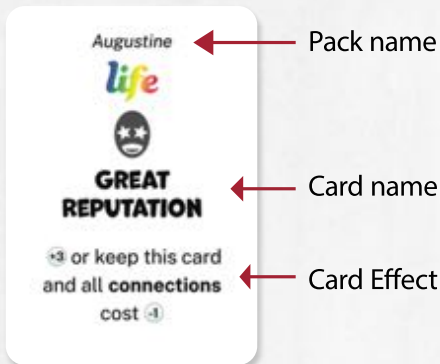 Augustine
Pack name
life
GREAT
REPUTATION
Card name
+3 or keep this card
and all connections
cost -1
Card Effect